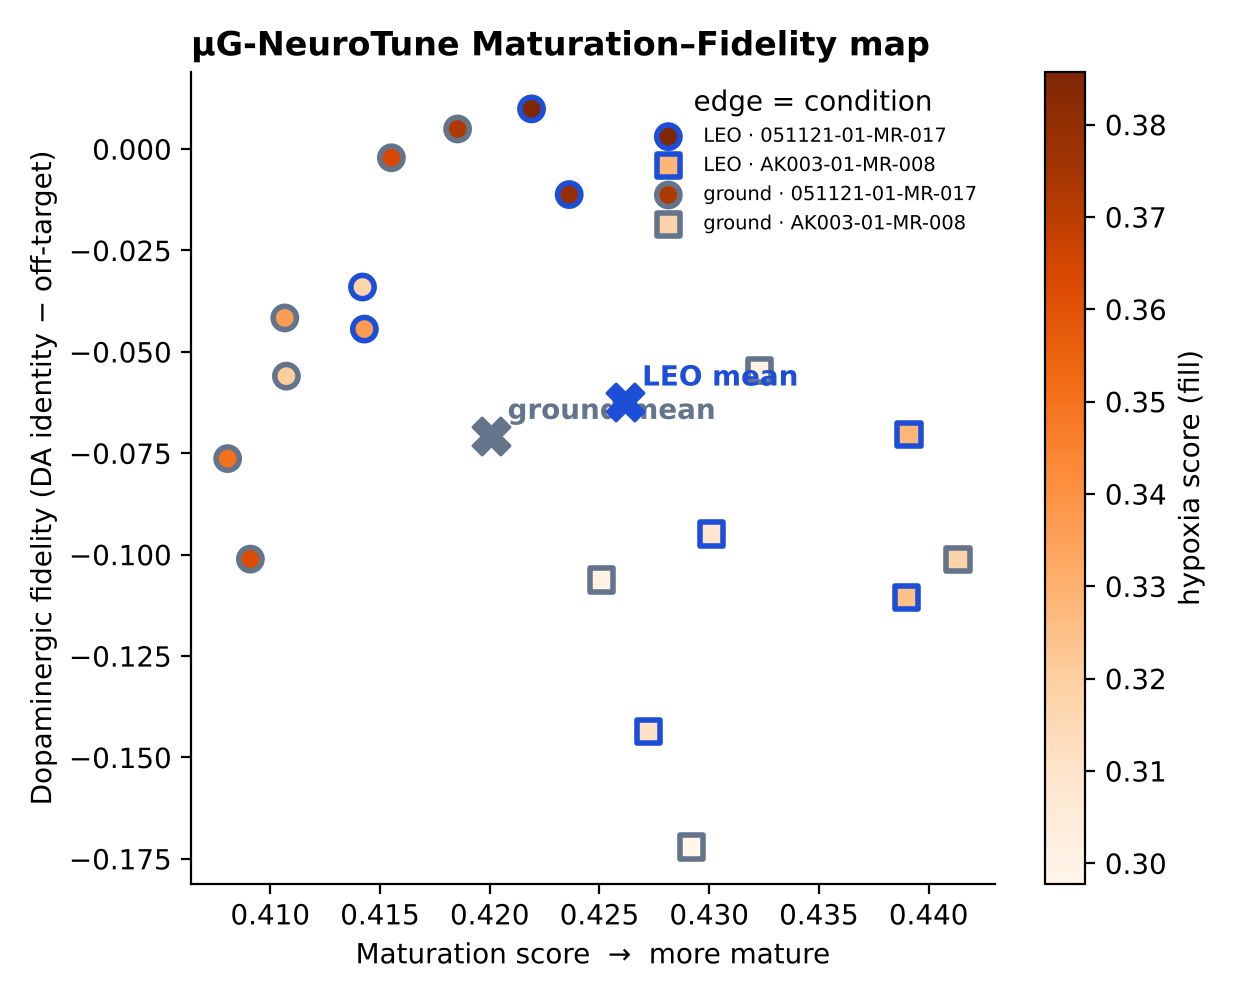 µG-NeuroTune Maturation–Fidelity map
edge = condition
LEO · 051121-01-MR-017
LEO · AK003-01-MR-008
ground · 051121-01-MR-017
ground · AK003-01-MR-008
LEO mean
ground mean
Dopaminergic fidelity (DA identity − off-target)
−0.000
−0.025
−0.050
−0.075
−0.100
−0.125
−0.150
−0.175
0.410
0.415
0.420
0.425
0.430
0.435
0.440
Maturation score → more mature
0.38
0.37
0.36
0.35
0.34
0.33
0.32
0.31
0.30
hypoxia score (fill)